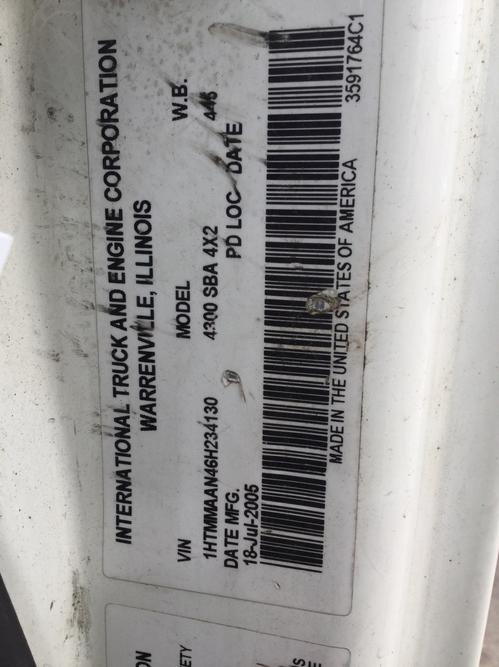 INTERNATIONAL TRUCK AND ENGINE CORPORATION
WARRENVILLE, ILLINOIS
VIN MODEL W.B.
1HTMMAAN46H234130 4300 SBA 4X2 446
DATE MFG. PD LOC DATE
18-Jul-2005
MADE IN THE UNITED STATES OF AMERICA 3591764C1